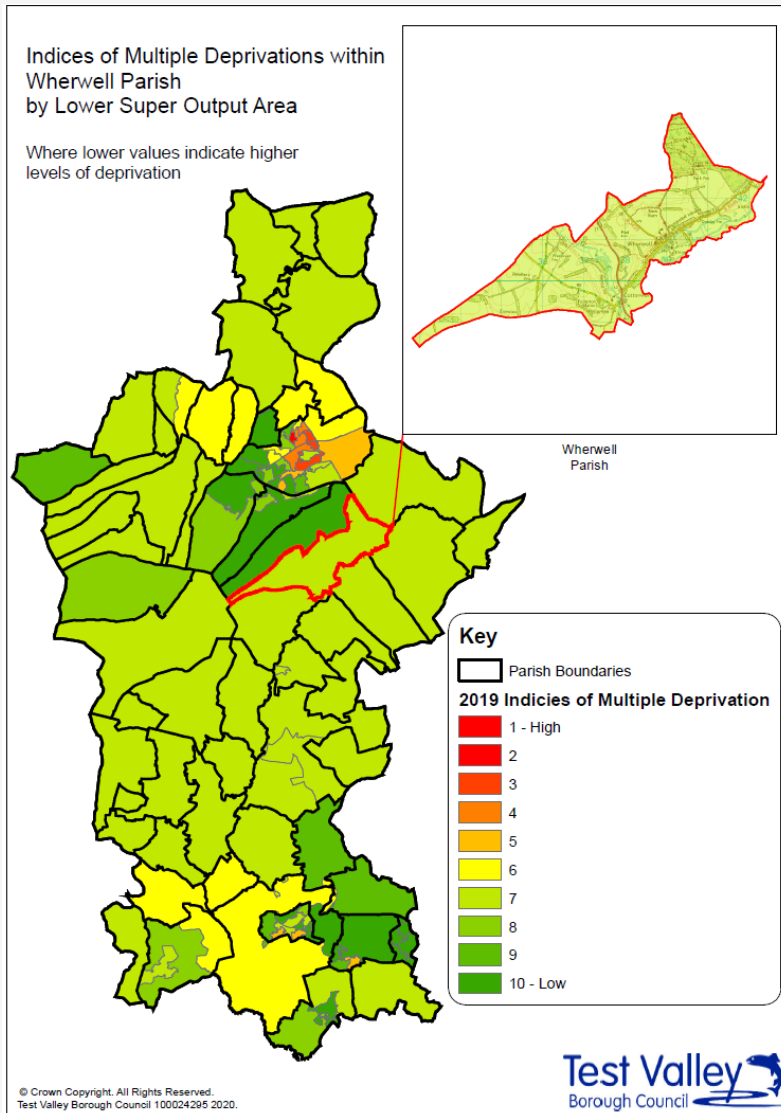 Indices of Multiple Deprivations within
Wherwell Parish
by Lower Super Output Area
Where lower values indicate higher
levels of deprivation
Wherwell
Wherwell
Parish
Key
Parish Boundaries
2019 Indicies of Multiple Deprivation
1 - High
2
3
4
5
6
7
8
9
10 - Low
© Crown Copyright. All Rights Reserved.
Test Valley Borough Council 100024295 2020.
Test Valley
Borough Council